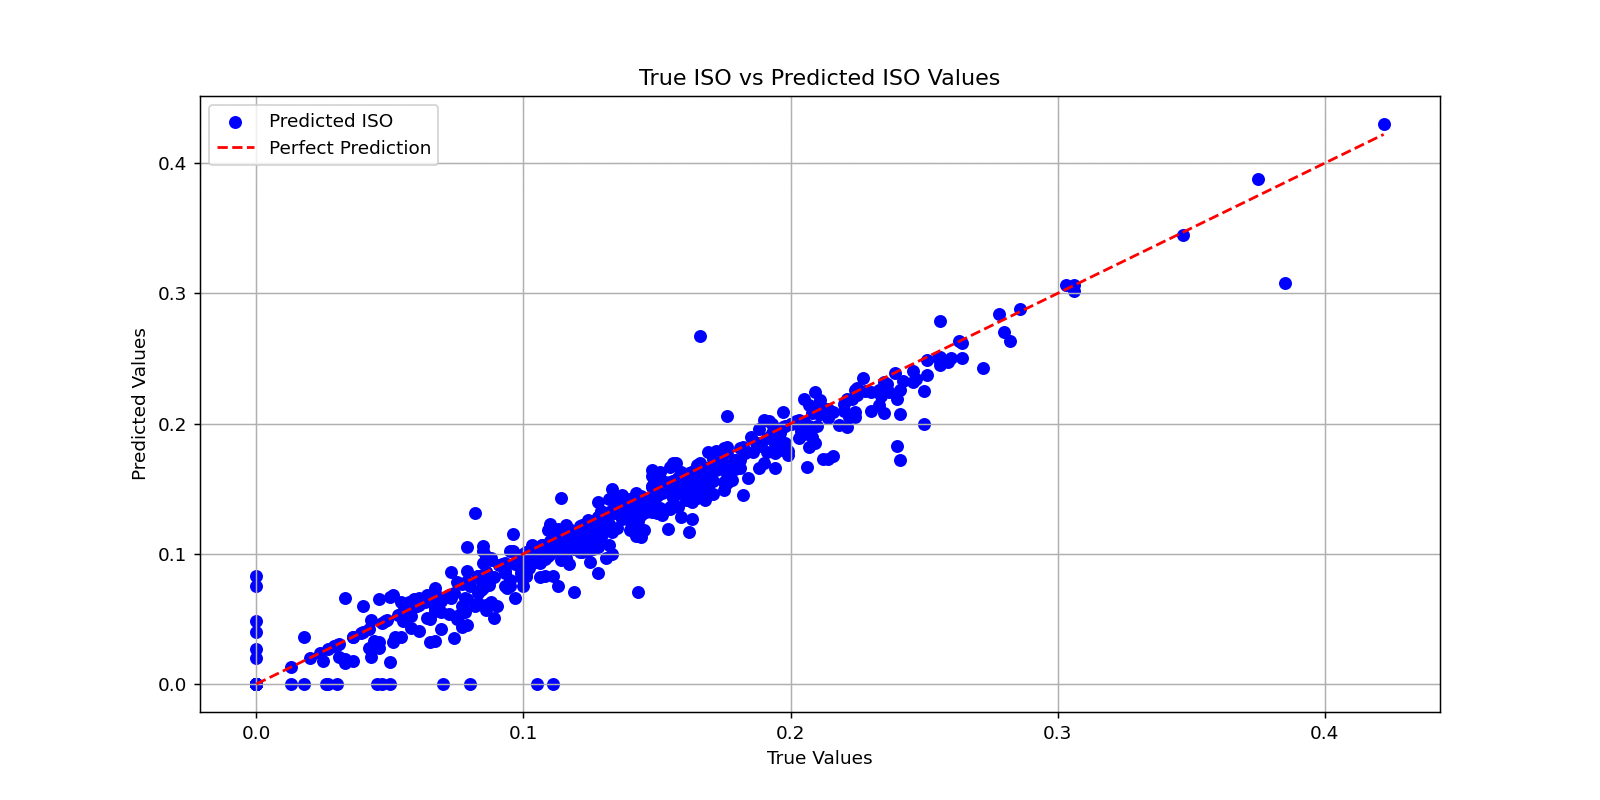 True ISO vs Predicted ISO Values
Predicted ISO
Perfect Prediction
Predicted Values
0.4
0.3
0.2
0.1
0.0
0.0 0.1 0.2 0.3 0.4
True Values